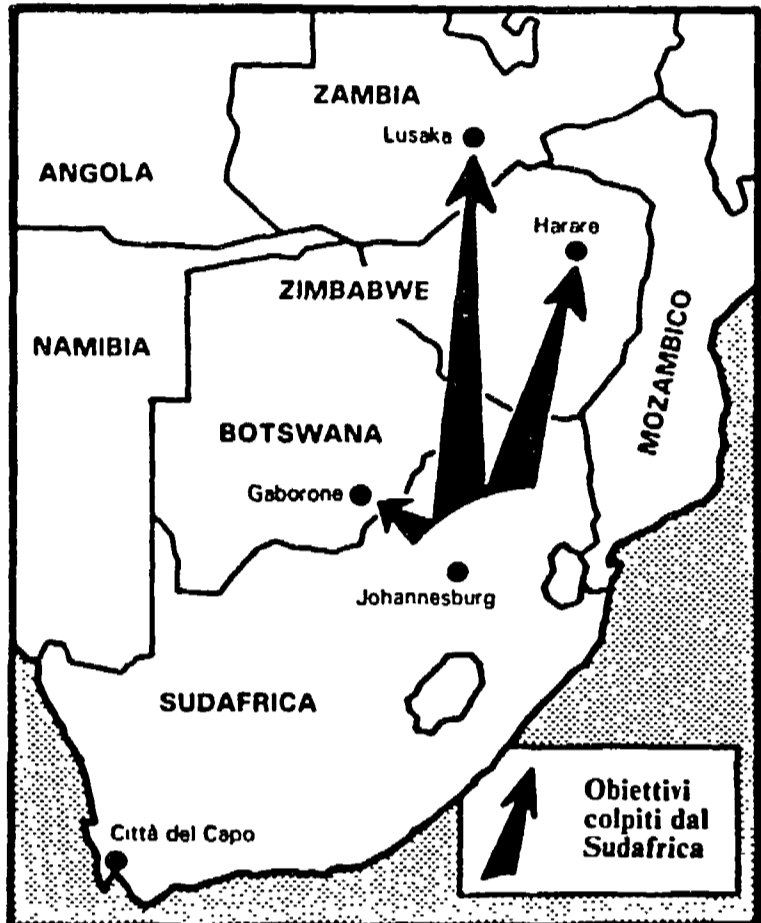 ZAMBIA
Lusaka
ANGOLA
Harare
ZIMBABWE
NAMIBIA
MOZAMBICO
BOTSWANA
Gaborone
Johannesburg
SUDAFRICA
Città del Capo
Obiettivi
colpiti dal
Sudafrica